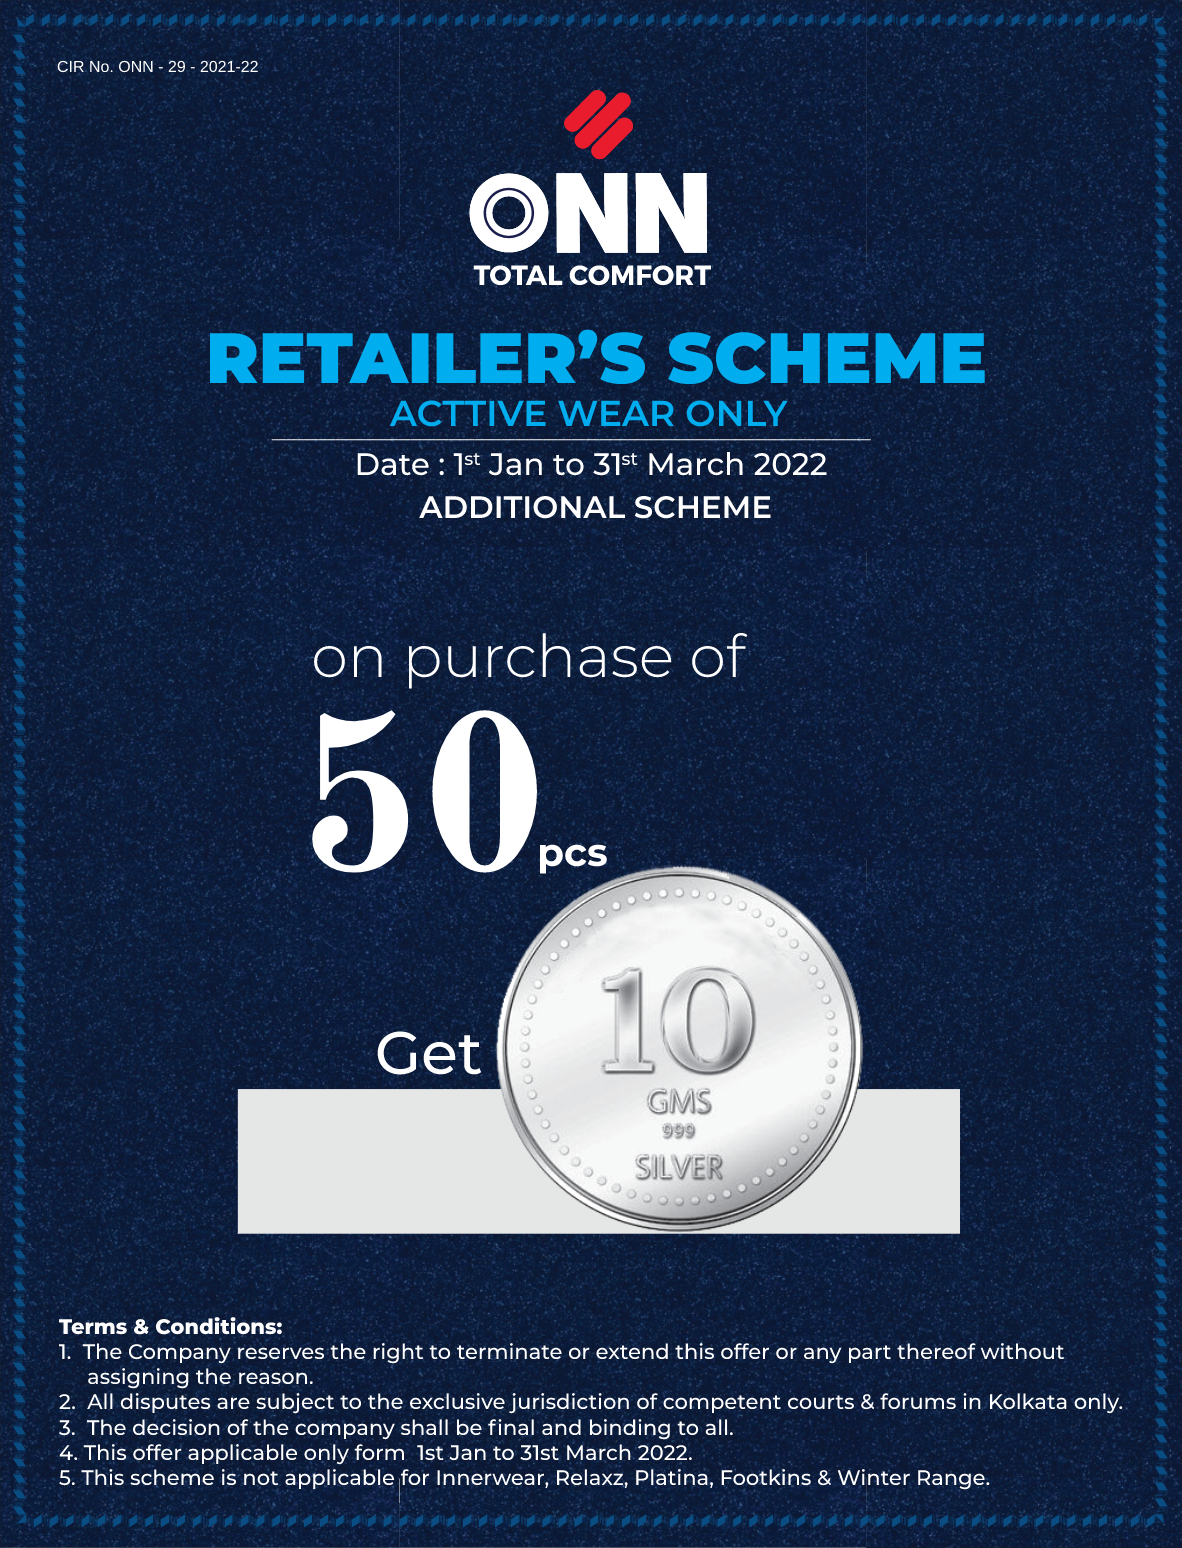 CIR No. ONN - 29 - 2021-22
ONN
TOTAL COMFORT
RETAILER'S SCHEME
ACTTIVE WEAR ONLY
Date : 1st Jan to 31st March 2022
ADDITIONAL SCHEME
on purchase of
50pcs
Get
10
GMS
999
SILVER
Terms & Conditions:
1. The Company reserves the right to terminate or extend this offer or any part thereof without
assigning the reason.
2. All disputes are subject to the exclusive jurisdiction of competent courts & forums in Kolkata only.
3. The decision of the company shall be final and binding to all.
4. This offer applicable only form 1st Jan to 31st March 2022.
5. This scheme is not applicable for Innerwear, Relaxz, Platina, Footkins & Winter Range.